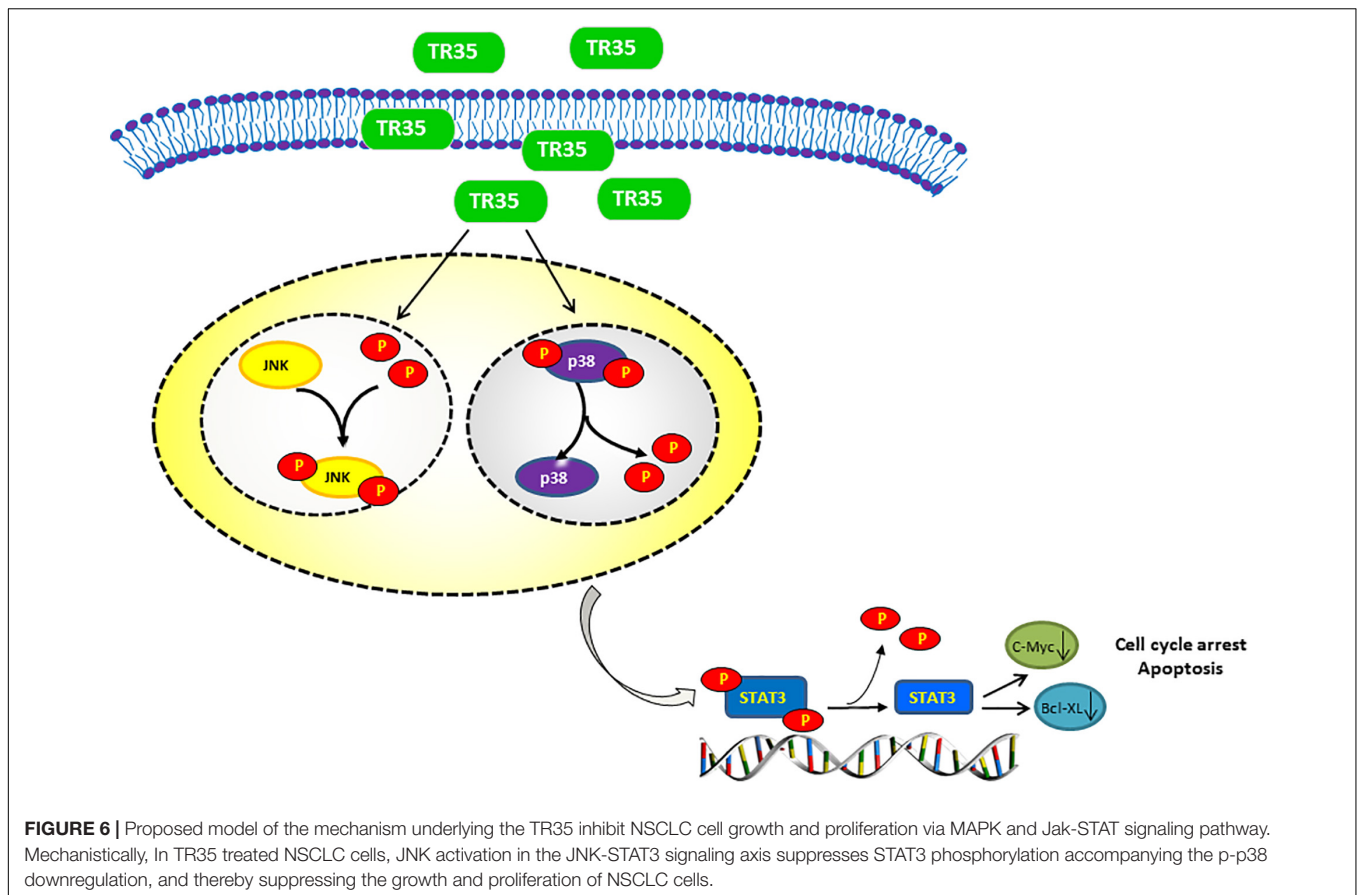 TR35
TR35
TR35
TR35
TR35
TR35
JNK
P
P
P
JNK
P
P
p38
P
p38
P
P
P
P
P
STAT3
P
STAT3
C-Myc
Bcl-XL
Cell cycle arrest
Apoptosis
FIGURE 6 | Proposed model of the mechanism underlying the TR35 inhibit NSCLC cell growth and proliferation via MAPK and Jak-STAT signaling pathway.
Mechanistically, In TR35 treated NSCLC cells, JNK activation in the JNK-STAT3 signaling axis suppresses STAT3 phosphorylation accompanying the p-p38
downregulation, and thereby suppressing the growth and proliferation of NSCLC cells.